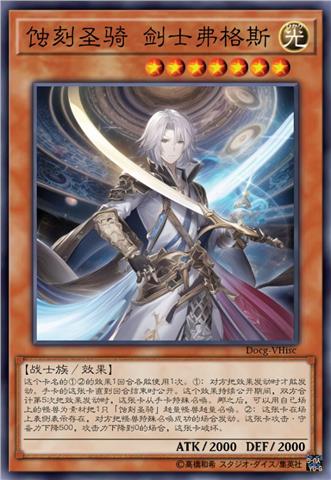 蚀刻圣骑 剑士弗格斯
光
Docg-VHisc
【战士族／效果】
这个卡名的①②的效果1回合各能使用1次。①：对方把效果发动时才能发
动。手卡的这张卡直到回合结束时公开。这个效果持续公开期间，双方合
计第5次把效果发动时，这张卡从手卡特殊召唤。那之后，可以用自己场
上的怪兽为素材把1只「蚀刻圣骑」超量怪兽超量召唤。②：这张卡在场
上表侧表示存在，对方把怪兽特殊召唤成功的场合发动。这张卡攻击·守
备力下降500，攻击力下降到0的场合，这张卡破坏。
ATK / 2000 DEF / 2000
©高橋和希 スタジオ・ダイス/集英社